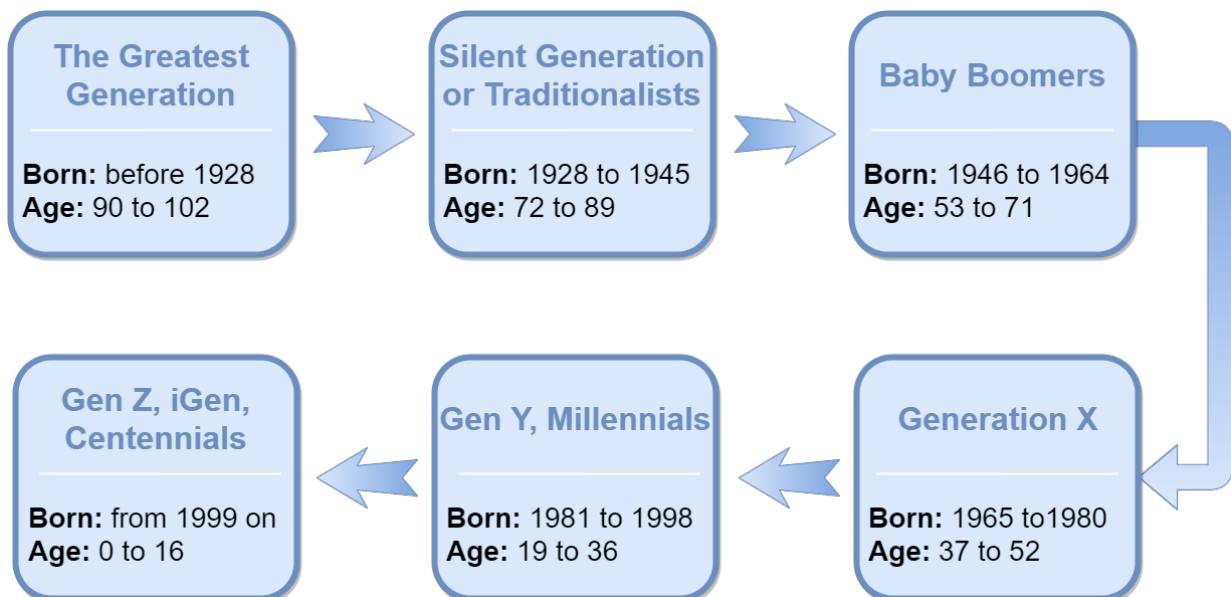 The Greatest
Generation
Born: before 1928
Age: 90 to 102
Silent Generation
or Traditionalists
Born: 1928 to 1945
Age: 72 to 89
Baby Boomers
Born: 1946 to 1964
Age: 53 to 71
Generation X
Born: 1965 to1980
Age: 37 to 52
Gen Y, Millennials
Born: 1981 to 1998
Age: 19 to 36
Gen Z, iGen,
Centennials
Born: from 1999 on
Age: 0 to 16